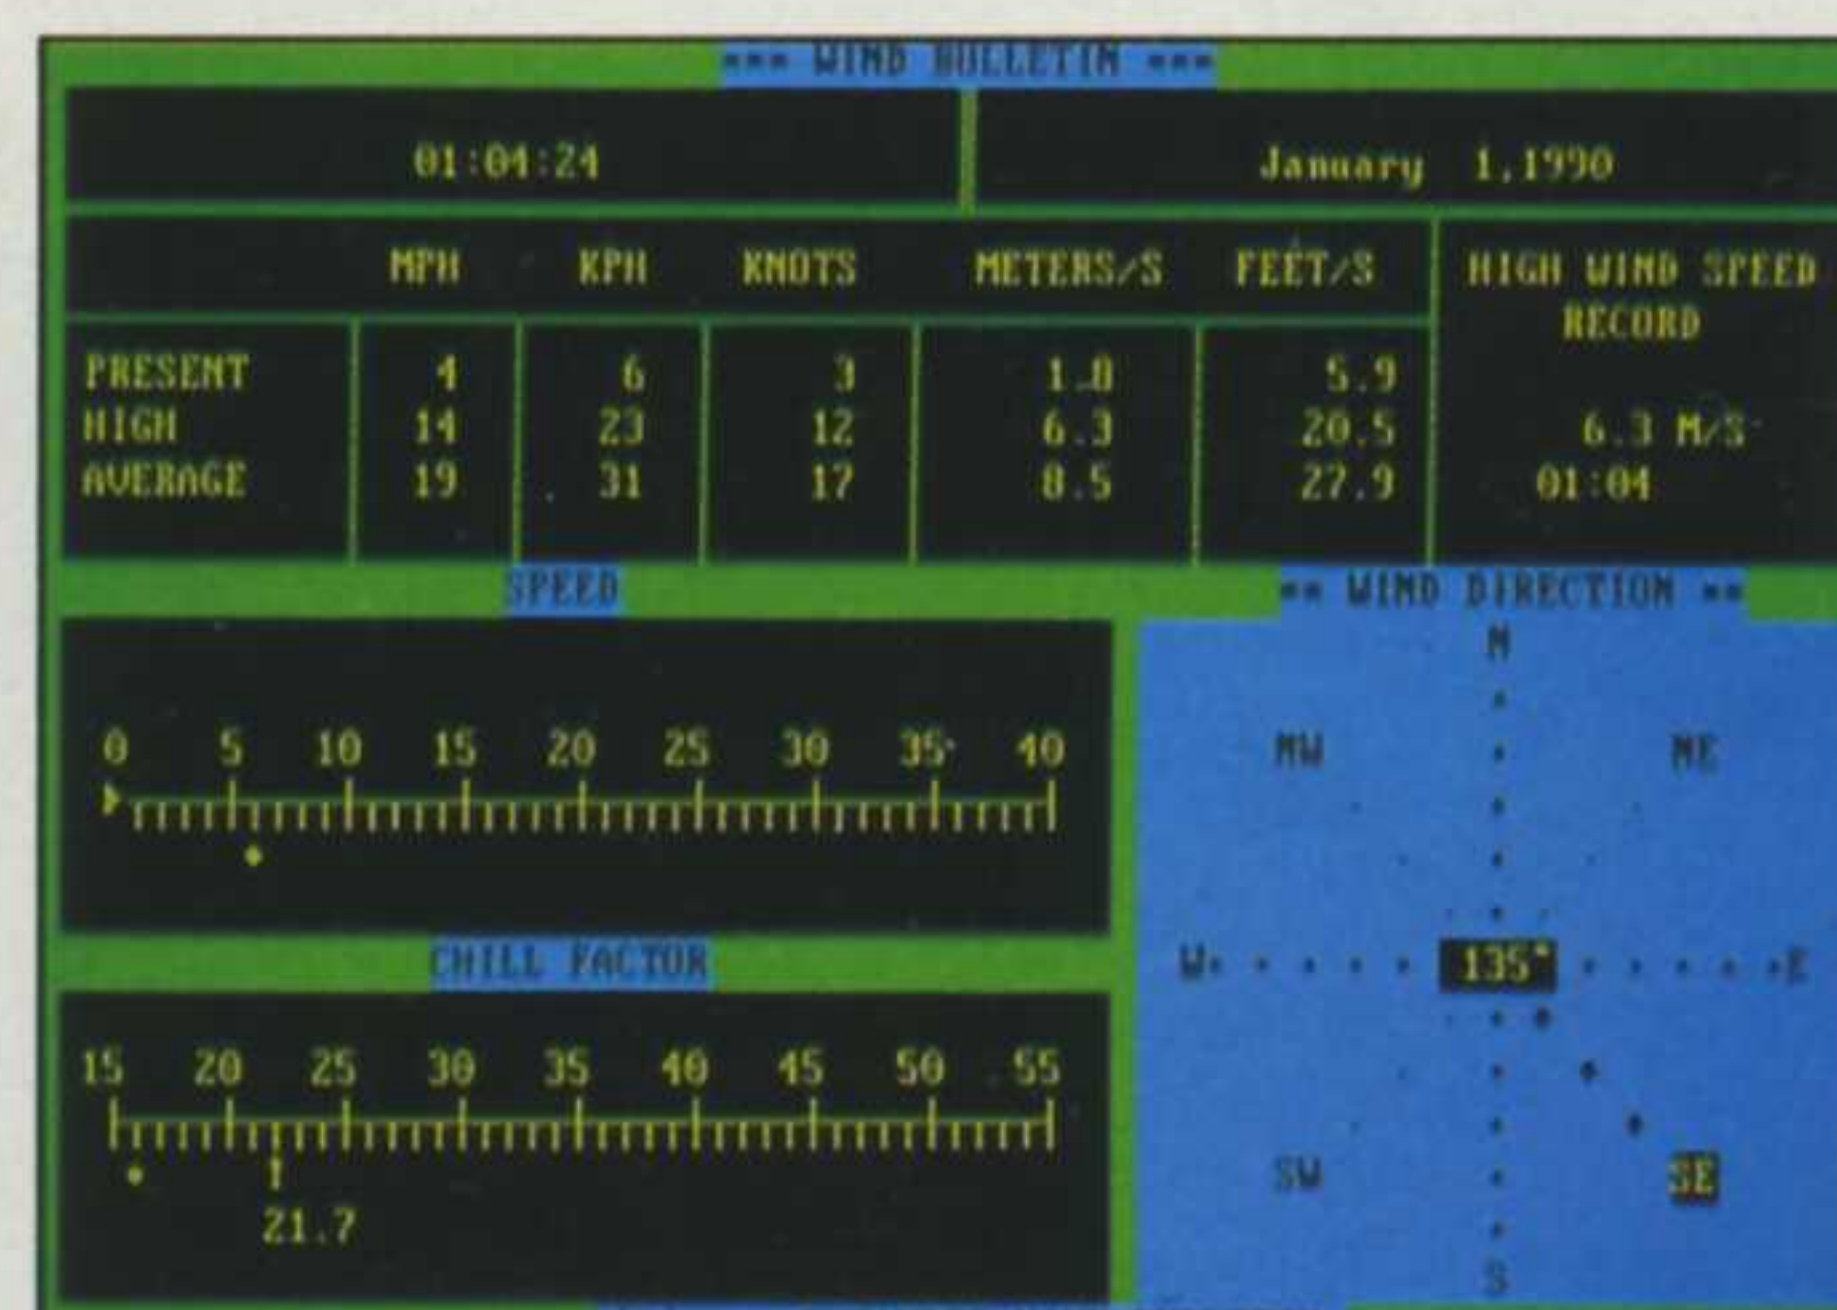 *** WIND BULLETIN ***
01:04:24
January 1,1990
MPH KPH KNOTS METERS/S FEET/S
HIGH WIND SPEED
RECORD
PRESENT 4 6 3 1.8 5.9
HIGH 14 23 12 6.3 20.5
AVERAGE 19 31 17 8.5 27.9
6.3 M/S
01:04
SPEED
0 5 10 15 20 25 30 35 40
CHILL FACTOR
15 20 25 30 35 40 45 50 55
21.7
** WIND DIRECTION **
N
NW NE
W 135° E
SW SE
S